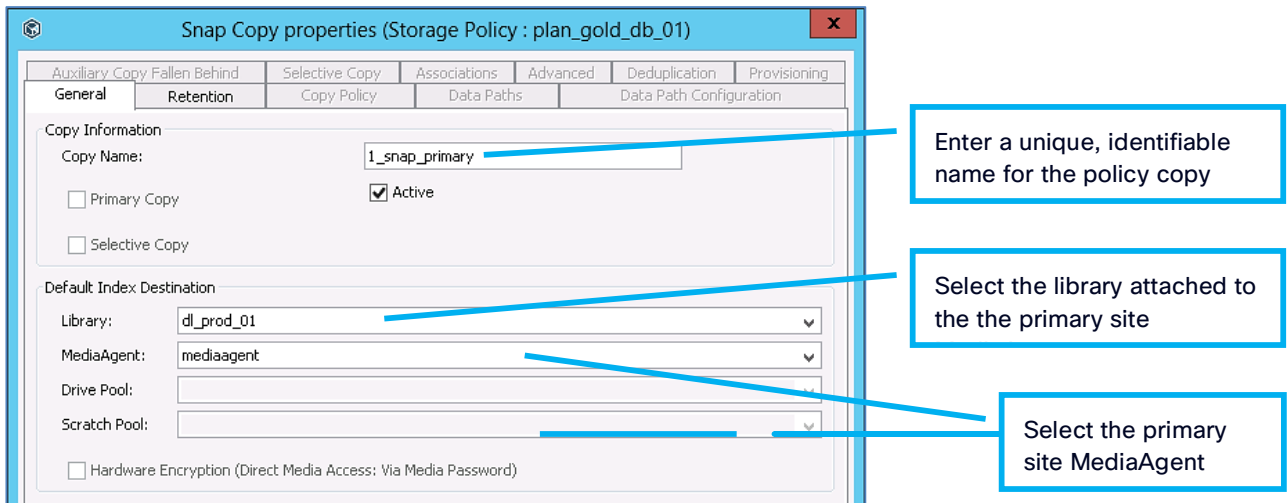 Snap Copy properties (Storage Policy : plan_gold_db_01)
x
Auxiliary Copy Fallen Behind Selective Copy Associations Advanced Deduplication Provisioning
General Retention Copy Policy Data Paths Data Path Configuration
Copy Information
Copy Name: 1_snap_primary
Primary Copy Active
Selective Copy
Default Index Destination
Library: dl_prod_01
MediaAgent: mediaagent
Drive Pool:
Scratch Pool:
Hardware Encryption (Direct Media Access: Via Media Password)
Enter a unique, identifiable
name for the policy copy
Select the library attached to
the the primary site
Select the primary
site MediaAgent